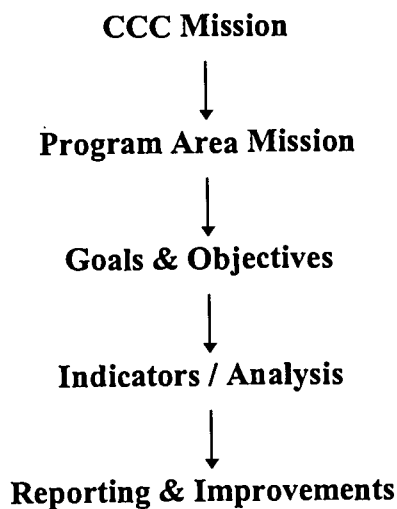 CCC Mission
Program Area Mission
Goals & Objectives
Indicators / Analysis
Reporting & Improvements